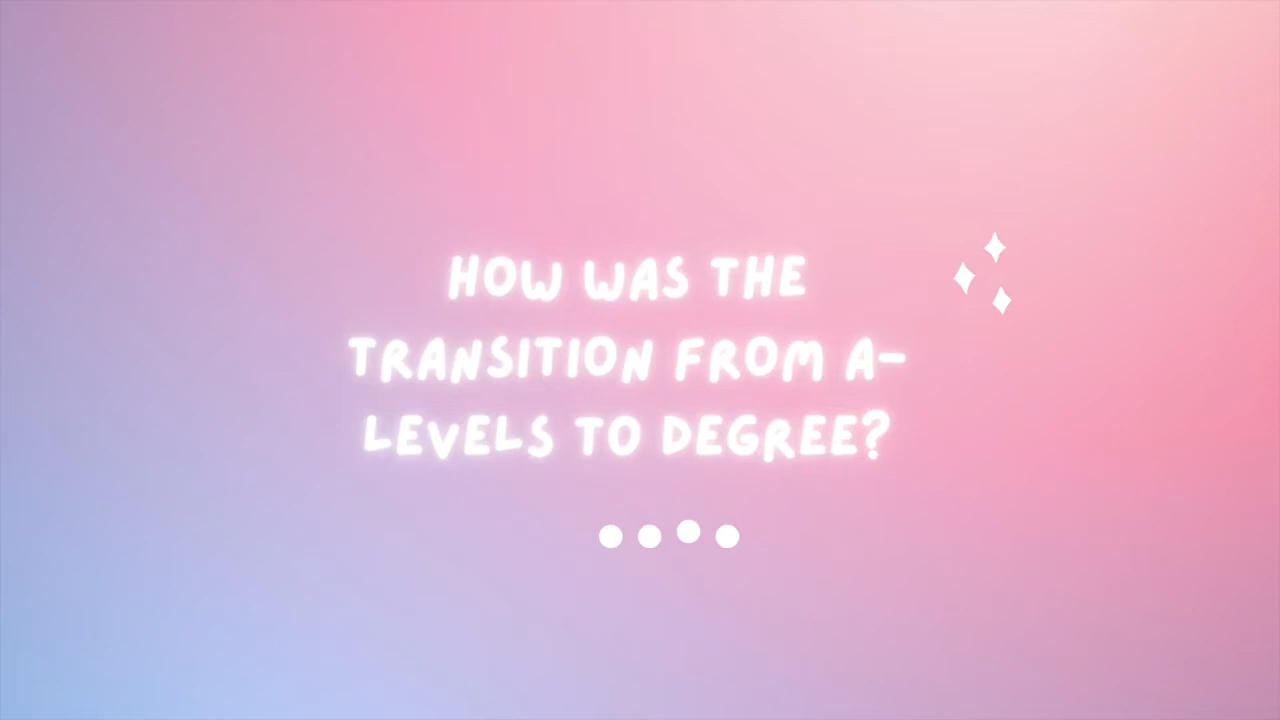 HOW WAS THE
TRANSITION FROM A-
LEVELS TO DEGREE?